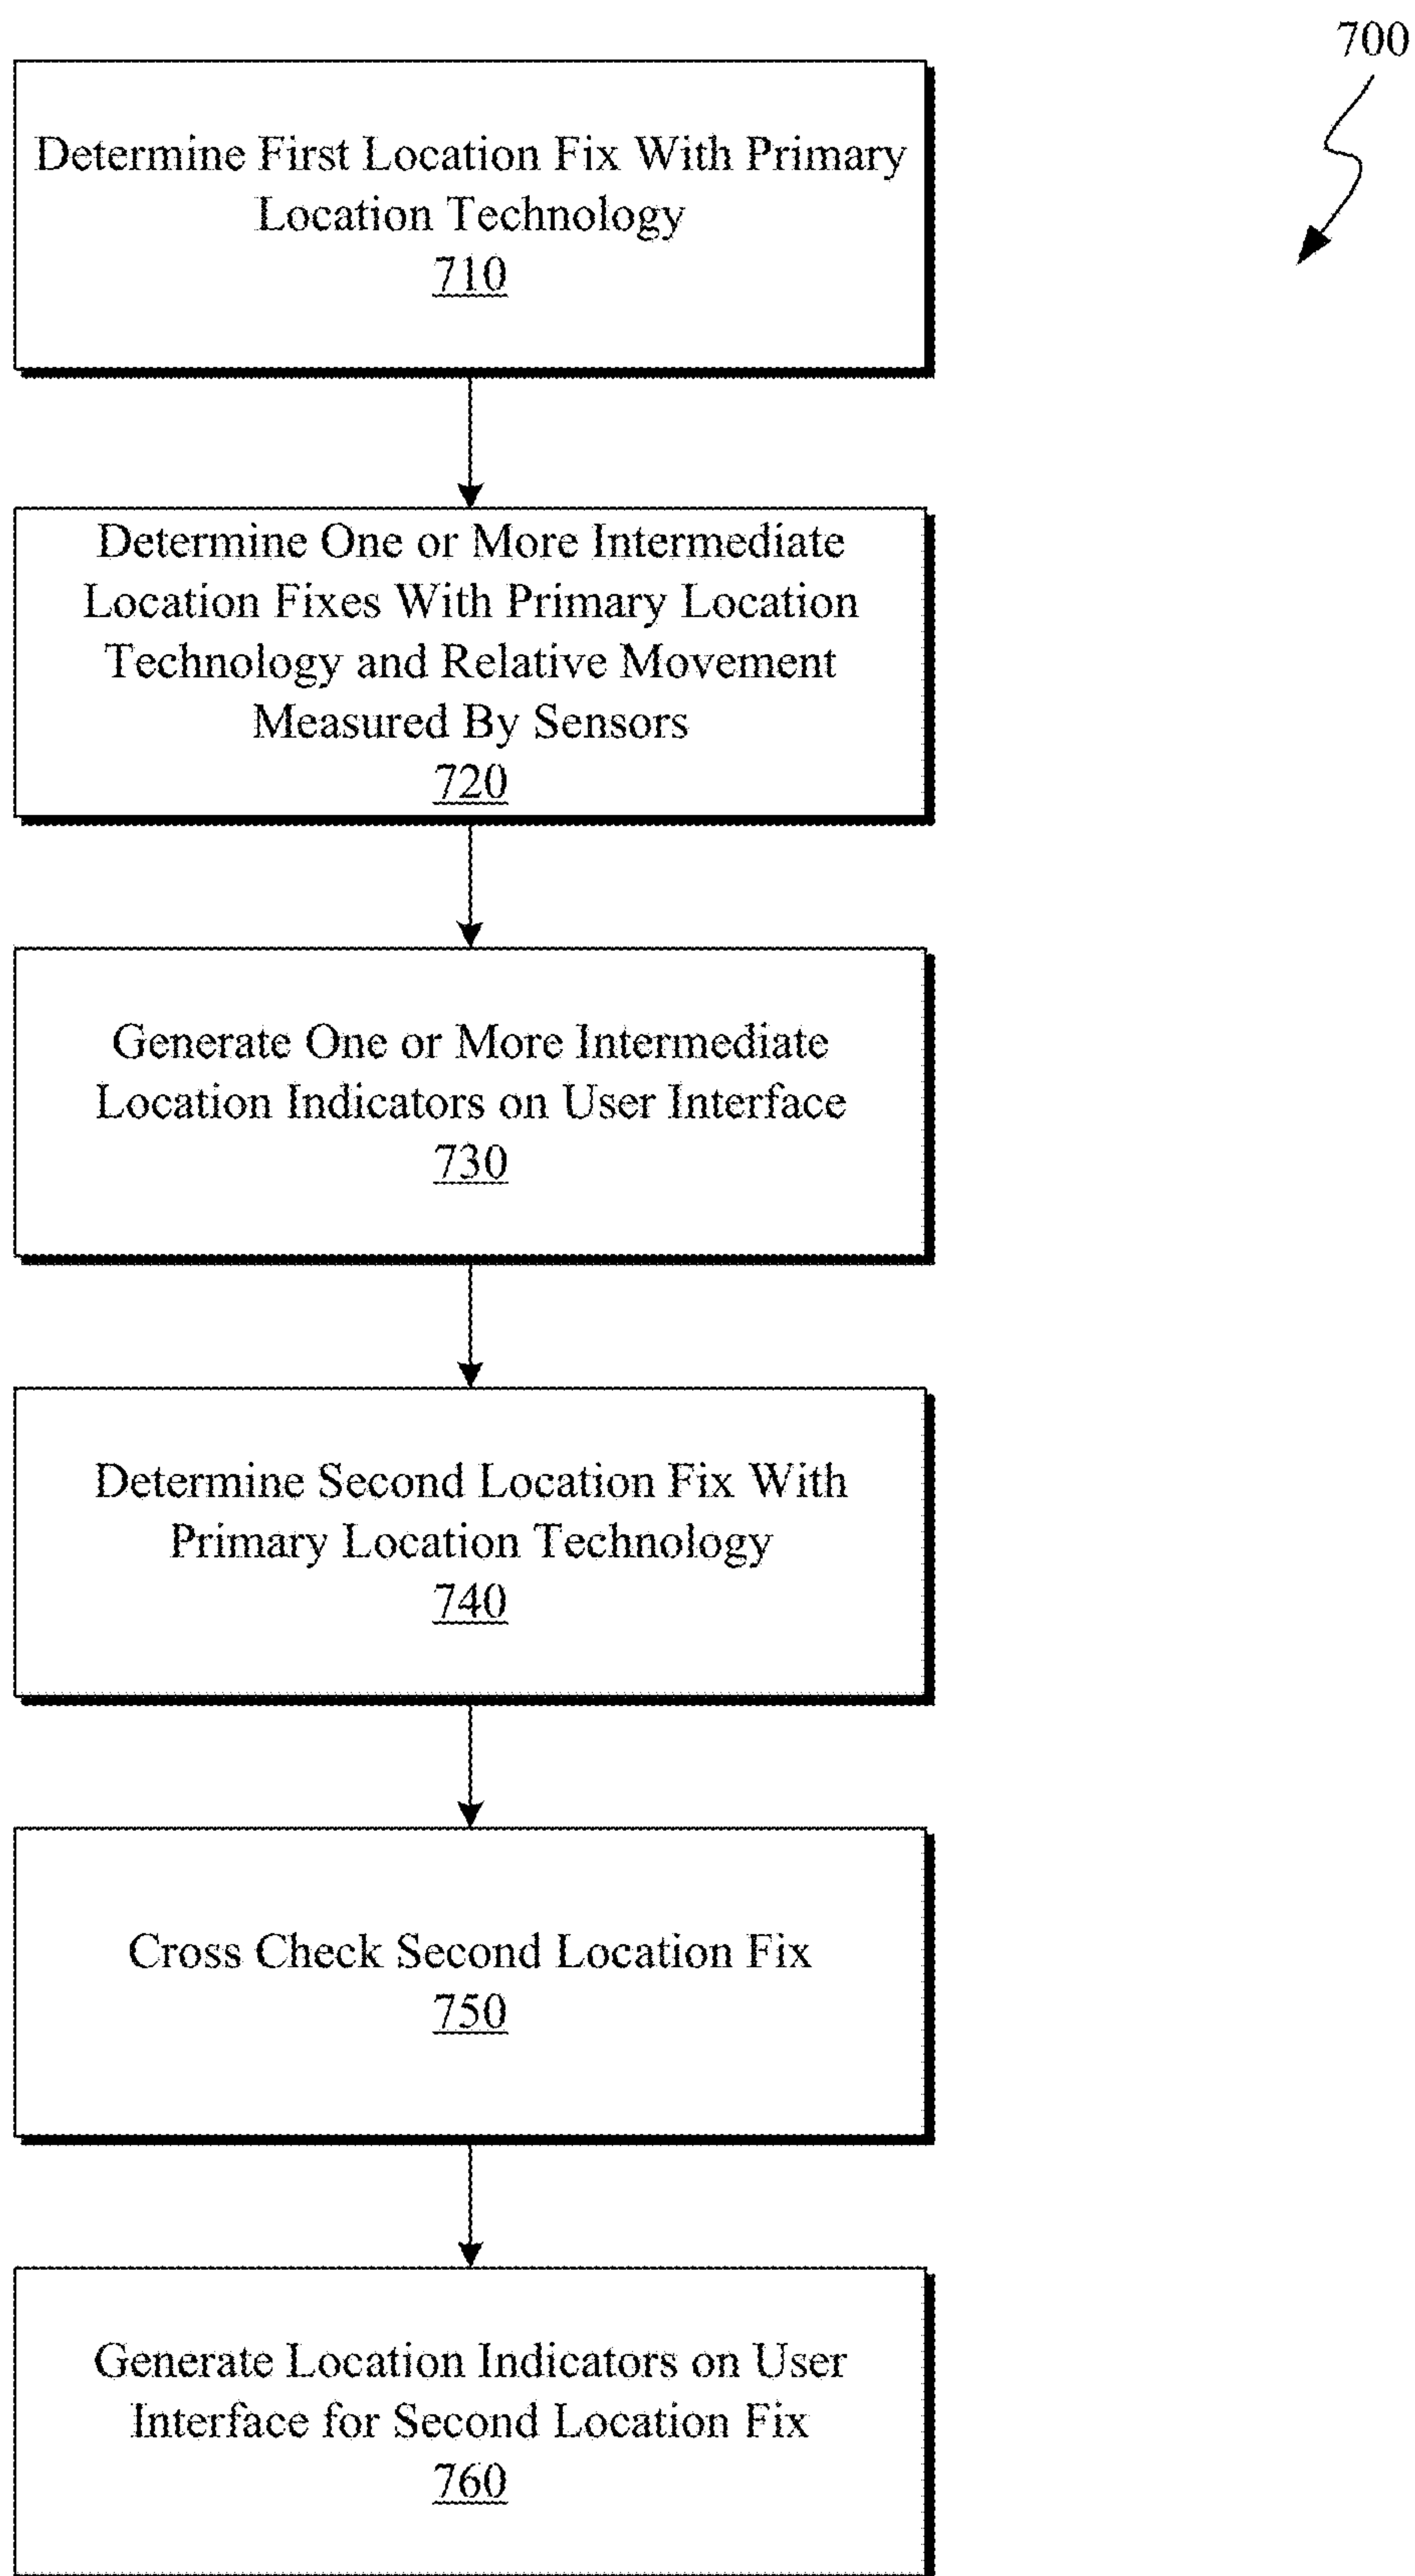 700
Determine First Location Fix With Primary
Location Technology
710
Determine One or More Intermediate
Location Fixes With Primary Location
Technology and Relative Movement
Measured By Sensors
720
Generate One or More Intermediate
Location Indicators on User Interface
730
Determine Second Location Fix With
Primary Location Technology
740
Cross Check Second Location Fix
750
Generate Location Indicators on User
Interface for Second Location Fix
760